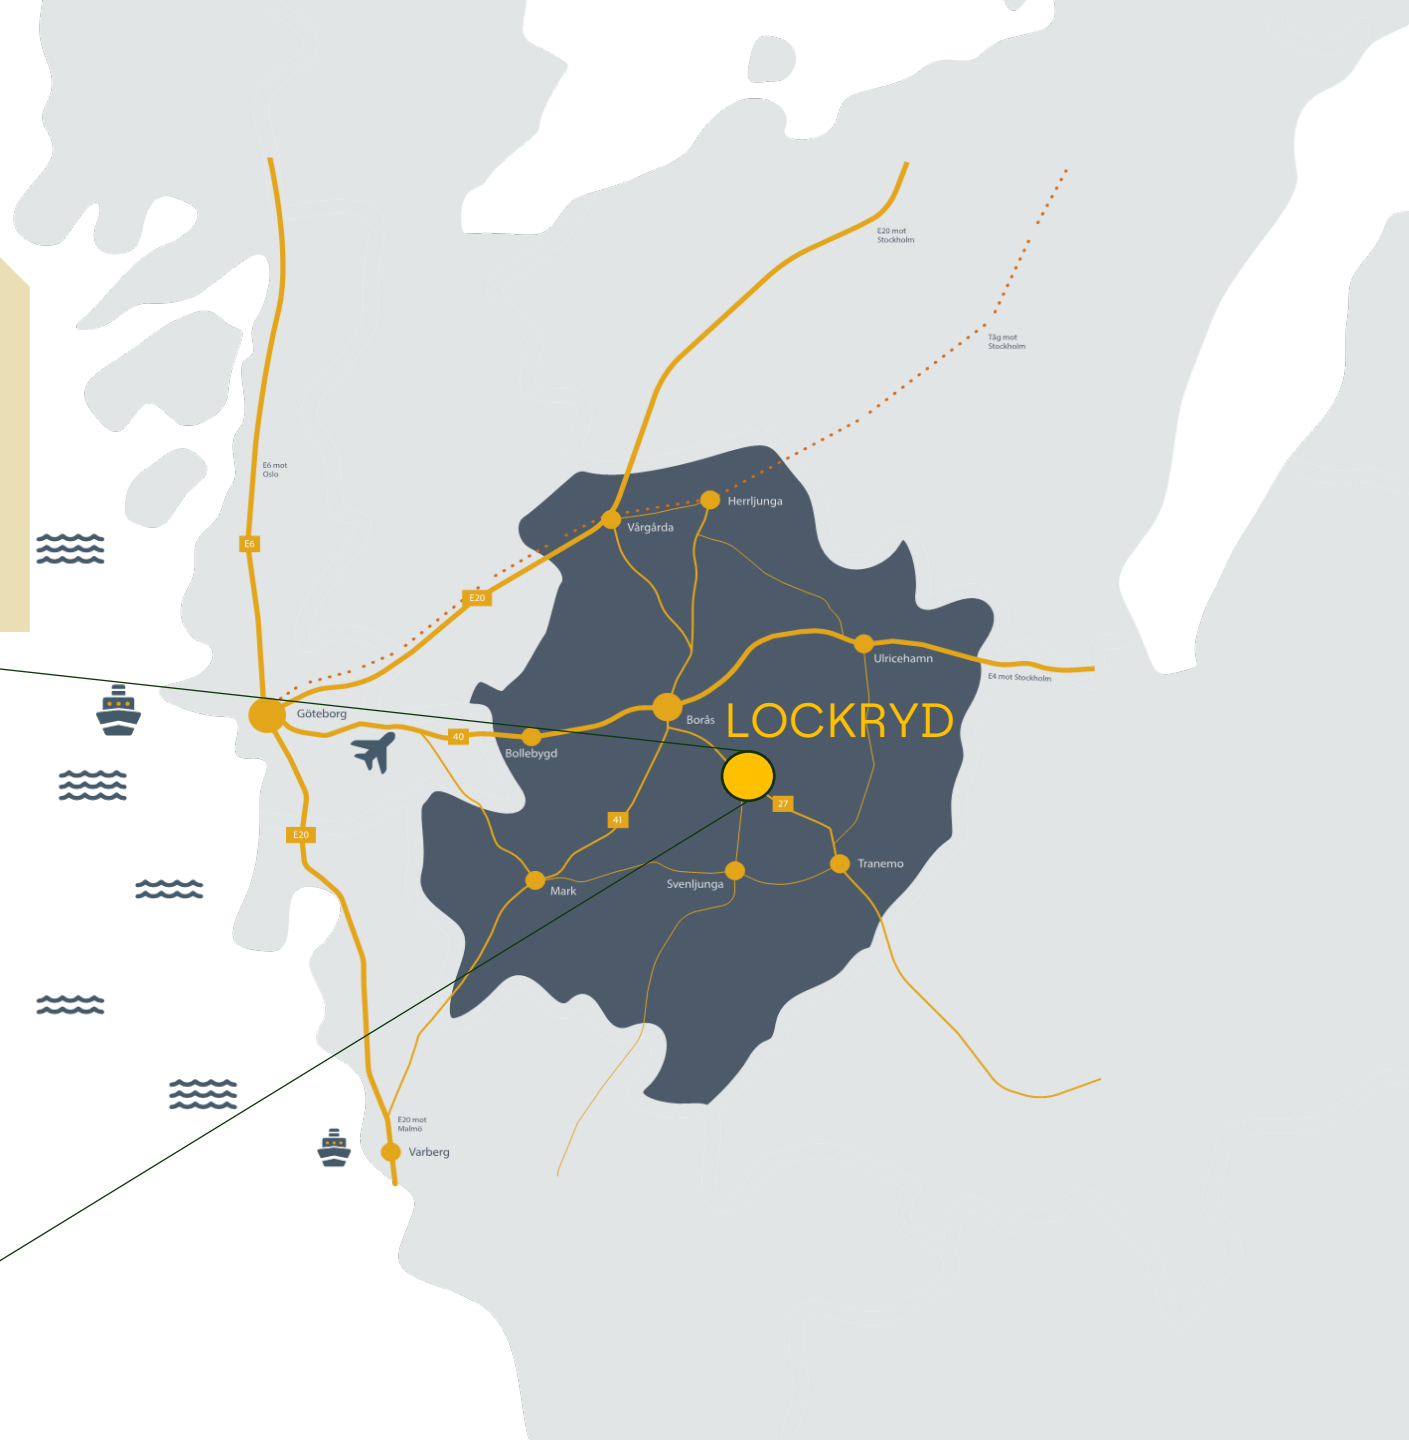 E20 mot
Stockholm
Tåg mot
Stockholm
E6 mot
Oslo
Herrljunga
Vårgårda
E6
E20
Ulricehamn
E4 mot Stockholm
Göteborg
Borås
LOCKRYD
40
Bollebygd
27
41
E20
Tranemo
Svenljunga
Mark
E20 mot
Malmö
Varberg